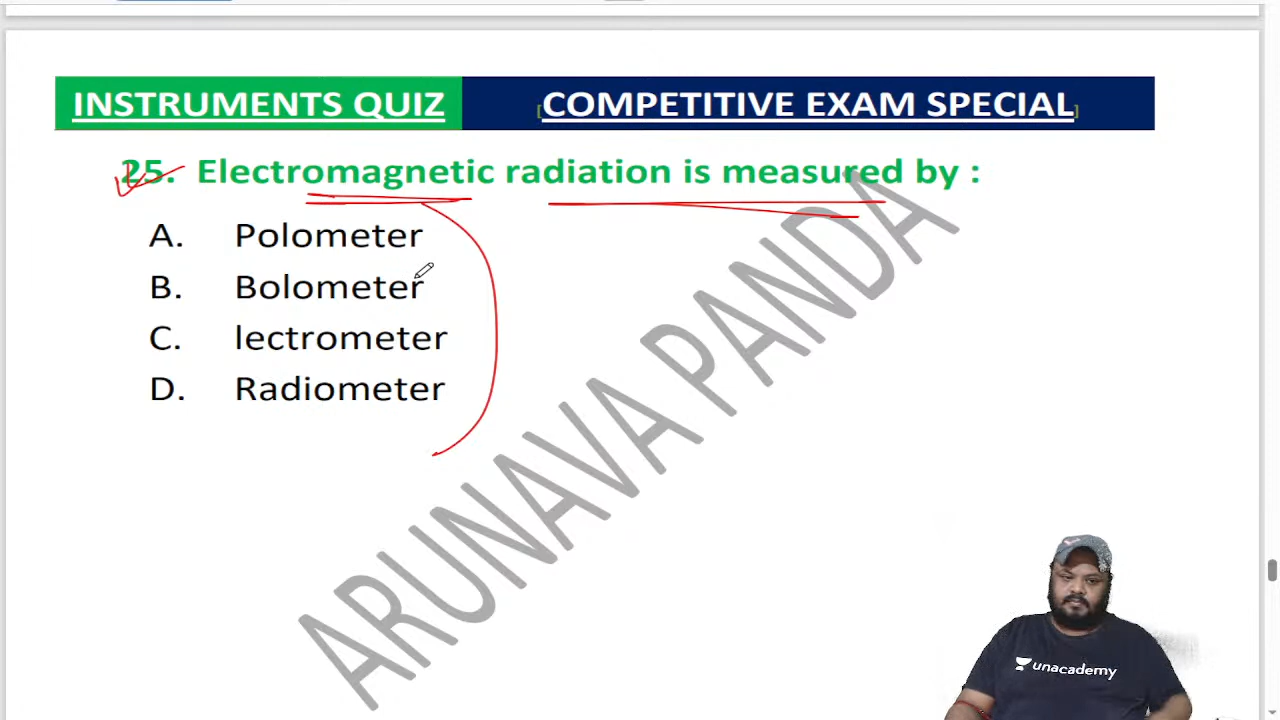 INSTRUMENTS QUIZ [COMPETITIVE EXAM SPECIAL]
25. Electromagnetic radiation is measured by :
A. Polometer
B. Bolometer
C. lectrometer
D. Radiometer
ARUNAVA PANDA
unacademy